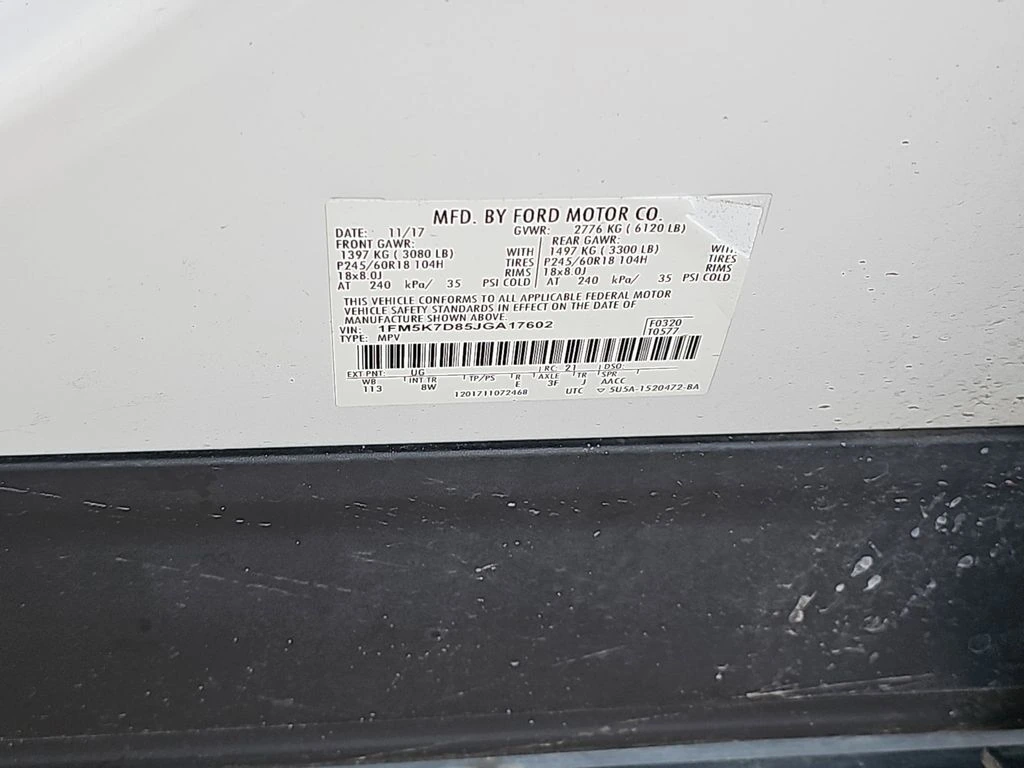 MFD. BY FORD MOTOR CO.
DATE: 11/17 GVWR: 2776 KG ( 6120 LB)
FRONT GAWR: REAR GAWR:
1397 KG ( 3080 LB) WITH 1497 KG ( 3300 LB) WITH
P245/60R18 104H TIRES P245/60R18 104H TIRES
18x8.0J RIMS 18x8.0J RIMS
AT 240 kPa/ 35 PSI COLD AT 240 kPa/ 35 PSI COLD
THIS VEHICLE CONFORMS TO ALL APPLICABLE FEDERAL MOTOR
VEHICLE SAFETY STANDARDS IN EFFECT ON THE DATE OF
MANUFACTURE SHOWN ABOVE.
VIN: 1FM5K7D85JGA17602 F0320
TYPE: MPV T0577
EXT PNT: UG RC: 21 DSO:
WB INT TR TP/PS R AXLE TR SPR
113 8W E 3F J AACC
1201711072468 UTC ▽ 5U5A-1520472-BA